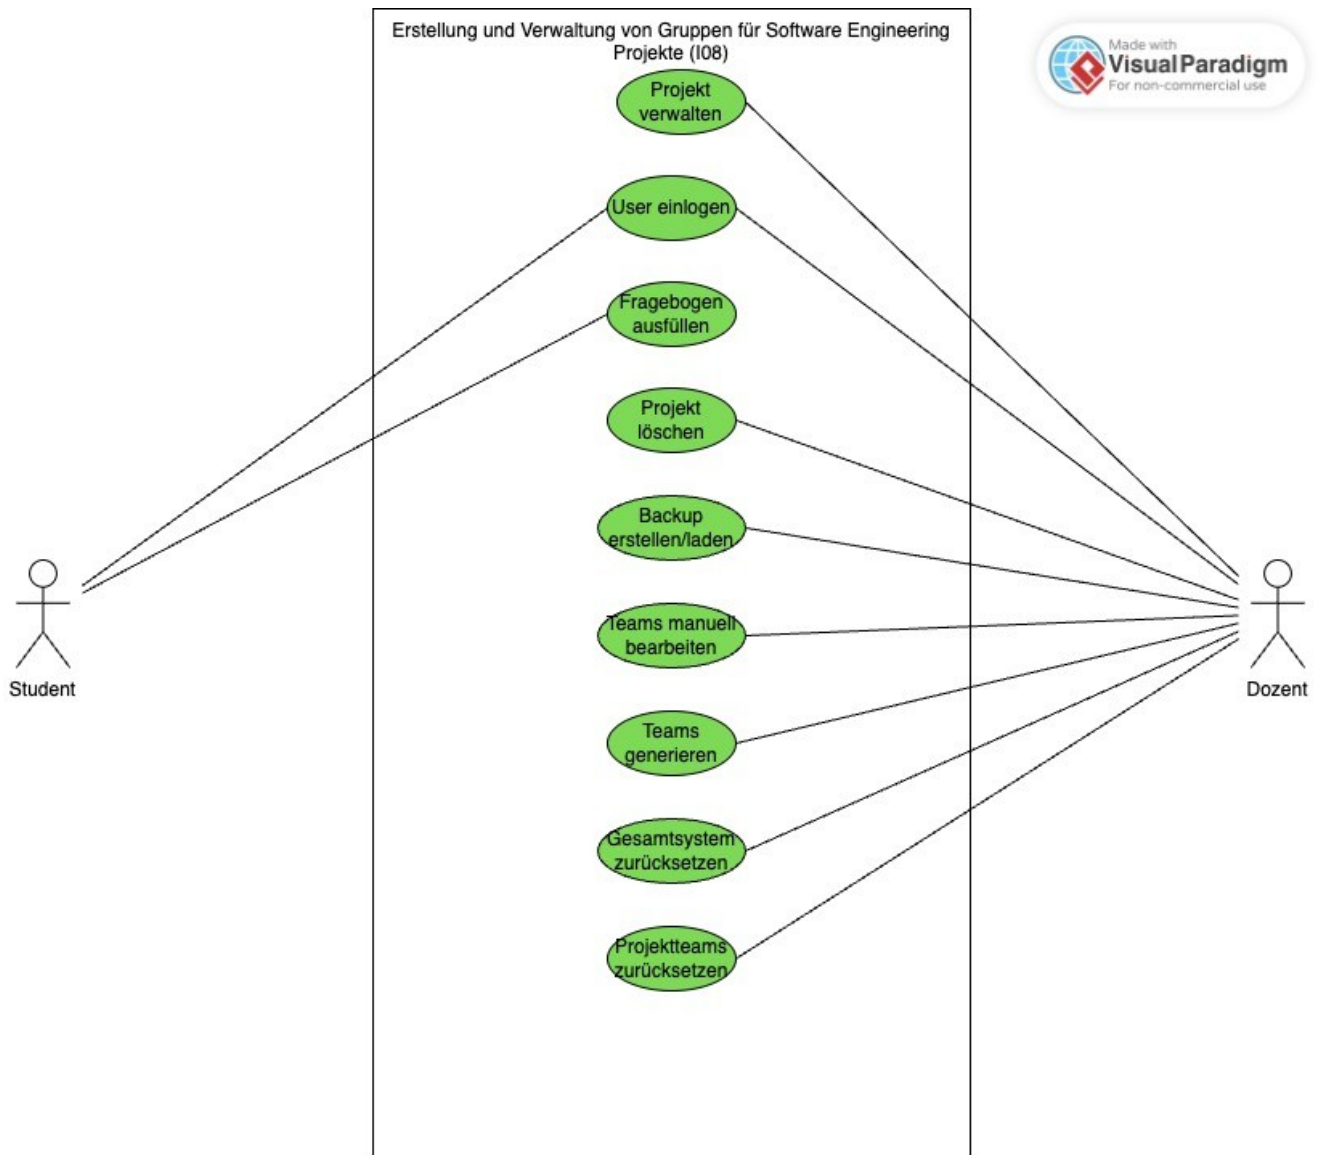 Erstellung und Verwaltung von Gruppen für Software Engineering
Projekte (I08)
Made with
Visual Paradigm
For non-commercial use
Projekt
verwalten
User einlogen
Fragebogen
ausfüllen
Projekt
löschen
Backup
erstellen/laden
Teams manuell
bearbeiten
Student
Dozent
Teams
generieren
Gesamtsystem
zurücksetzen
Projektteams
zurücksetzen